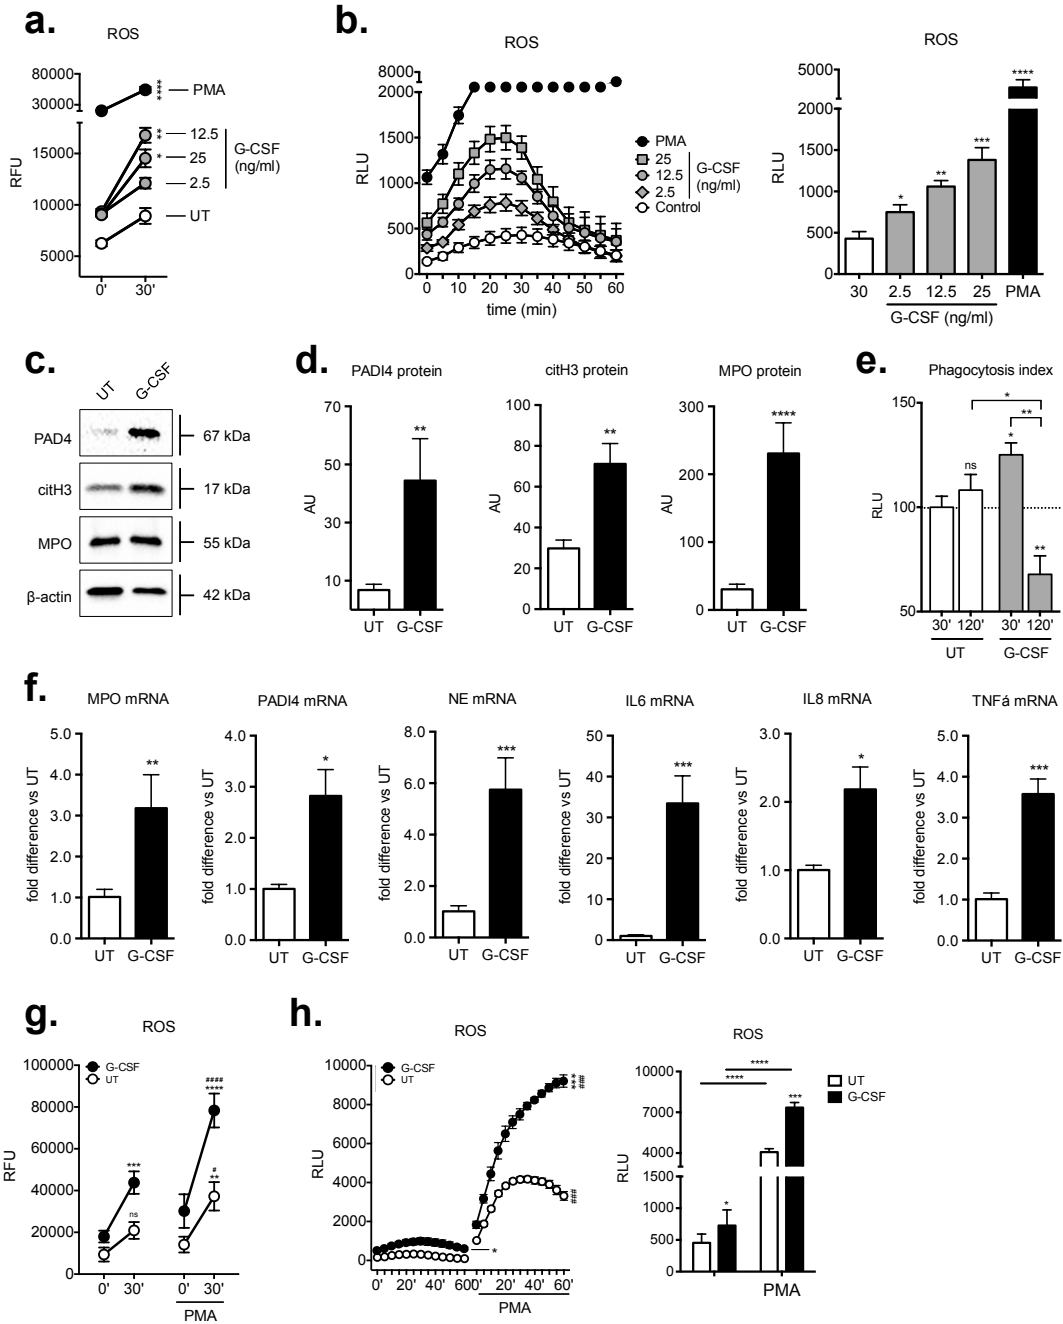 a.
ROS
80000
30000
15000
10000
5000
RFU
0'
30'
****
PMA
**
12.5
*
25
2.5
G-CSF
(ng/ml)
UT
b.
ROS
8000
2000
1500
1000
500
0
RLU
0
10
20
30
40
50
60
time (min)
PMA
25
12.5
2.5
G-CSF
(ng/ml)
Control
ROS
5000
2000
1500
1000
500
0
RLU
*
**
***
****
30
2.5
12.5
25
PMA
G-CSF (ng/ml)
c.
UT
G-CSF
PAD4
67 kDa
citH3
17 kDa
MPO
55 kDa
β-actin
42 kDa
d.
PADI4 protein
70
50
30
10
AU
**
UT
G-CSF
citH3 protein
100
80
60
40
20
0
AU
**
UT
G-CSF
MPO protein
300
200
100
0
AU
****
UT
G-CSF
e.
Phagocytosis index
150
100
50
RLU
*
**
ns
*
**
30'
120'
30'
120'
UT
G-CSF
f.
MPO mRNA
5.0
4.0
3.0
2.0
1.0
0.0
fold difference vs UT
**
UT
G-CSF
PADI4 mRNA
4.0
3.0
2.0
1.0
0.0
fold difference vs UT
*
UT
G-CSF
NE mRNA
8.0
6.0
4.0
2.0
0.0
fold difference vs UT
***
UT
G-CSF
IL6 mRNA
50
40
30
20
10
0
fold difference vs UT
***
UT
G-CSF
IL8 mRNA
3.0
2.0
1.0
0.0
fold difference vs UT
*
UT
G-CSF
TNFá mRNA
5.0
4.0
3.0
2.0
1.0
0.0
fold difference vs UT
***
UT
G-CSF
g.
ROS
100000
80000
60000
40000
20000
0
RFU
G-CSF
UT
***
ns
####
****
#
**
0'
30'
0'
30'
PMA
h.
ROS
10000
8000
6000
4000
2000
0
RLU
G-CSF
UT
***
###
###
*
0'
20'
40'
60'
0'
20'
40'
60'
PMA
ROS
10000
7000
4000
1500
1000
500
0
RLU
****
****
***
*
UT
G-CSF
PMA